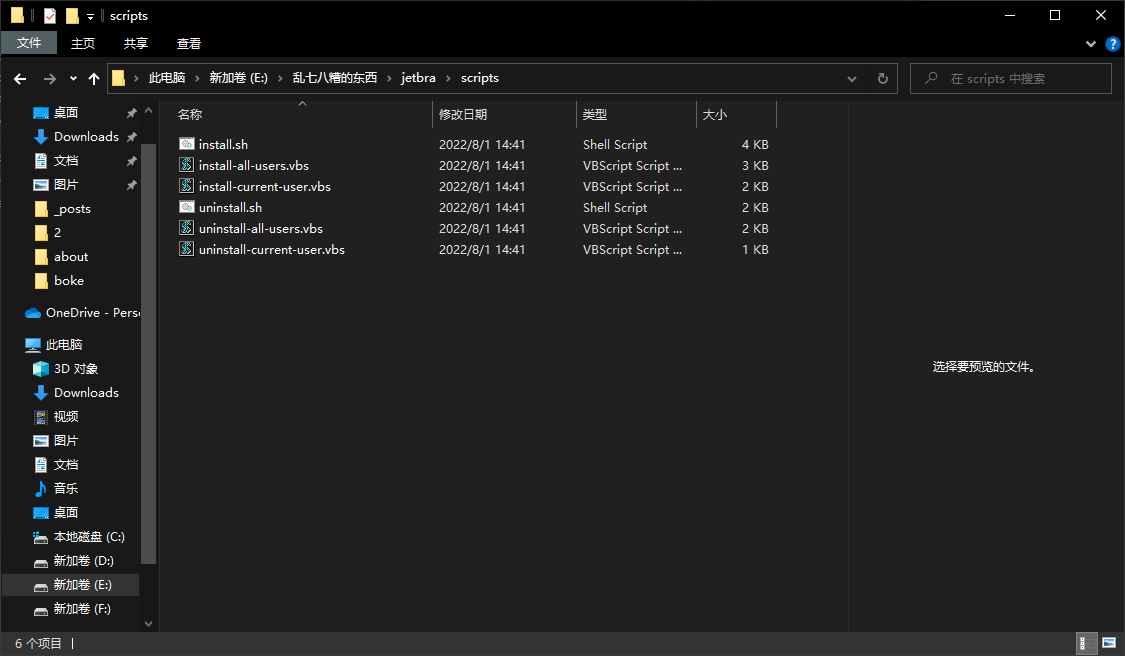 scripts
文件 主页 共享 查看
此电脑 新加卷 (E:) 乱七八糟的东西 jetbra scripts
在 scripts 中搜索
桌面
Downloads
文档
图片
_posts
2
about
boke
OneDrive - Perso
此电脑
3D 对象
Downloads
视频
图片
文档
音乐
桌面
本地磁盘 (C:)
新加卷 (D:)
新加卷 (E:)
新加卷 (F:)
名称 修改日期 类型 大小
install.sh 2022/8/1 14:41 Shell Script 4 KB
install-all-users.vbs 2022/8/1 14:41 VBScript Script ... 3 KB
install-current-user.vbs 2022/8/1 14:41 VBScript Script ... 2 KB
uninstall.sh 2022/8/1 14:41 Shell Script 2 KB
uninstall-all-users.vbs 2022/8/1 14:41 VBScript Script ... 2 KB
uninstall-current-user.vbs 2022/8/1 14:41 VBScript Script ... 1 KB
选择要预览的文件。
6 个项目